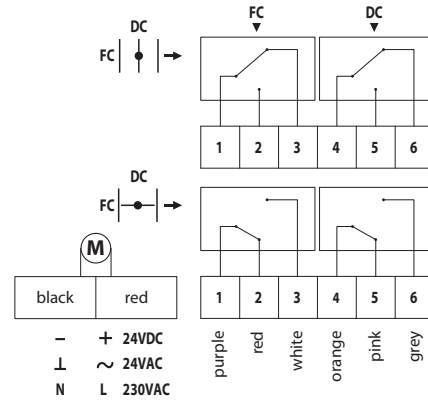 FC DC
DC
FC
1 2 3 4 5 6
DC
FC
M
black red
1 2 3 4 5 6
− + 24VDC
⊥ ~ 24VAC
N L 230VAC
purple
red
white
orange
pink
grey